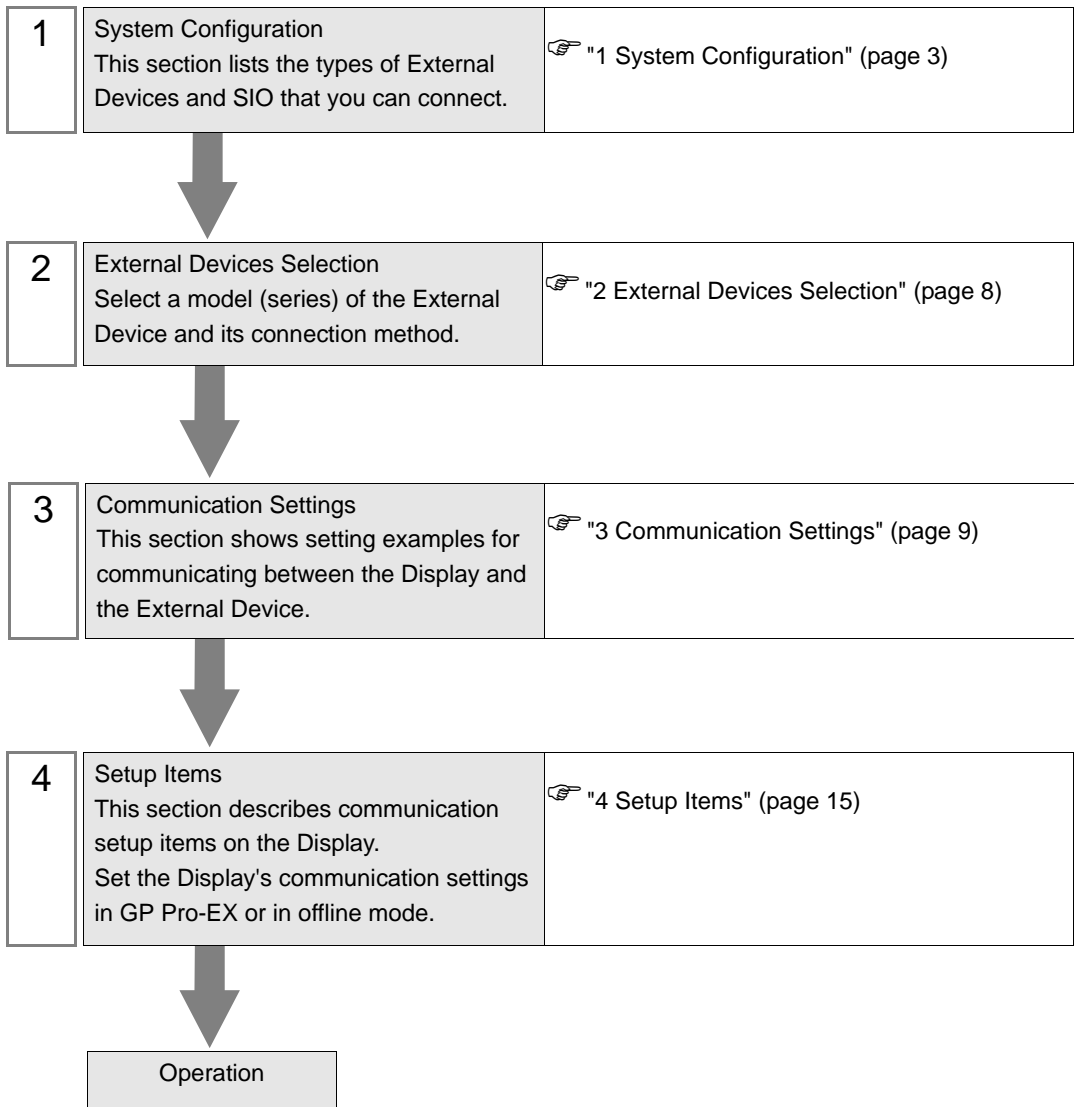 1
System Configuration
This section lists the types of External
Devices and SIO that you can connect.
"1 System Configuration" (page 3)
2
External Devices Selection
Select a model (series) of the External
Device and its connection method.
"2 External Devices Selection" (page 8)
3
Communication Settings
This section shows setting examples for
communicating between the Display and
the External Device.
"3 Communication Settings" (page 9)
4
Setup Items
This section describes communication
setup items on the Display.
Set the Display's communication settings
in GP Pro-EX or in offline mode.
"4 Setup Items" (page 15)
Operation